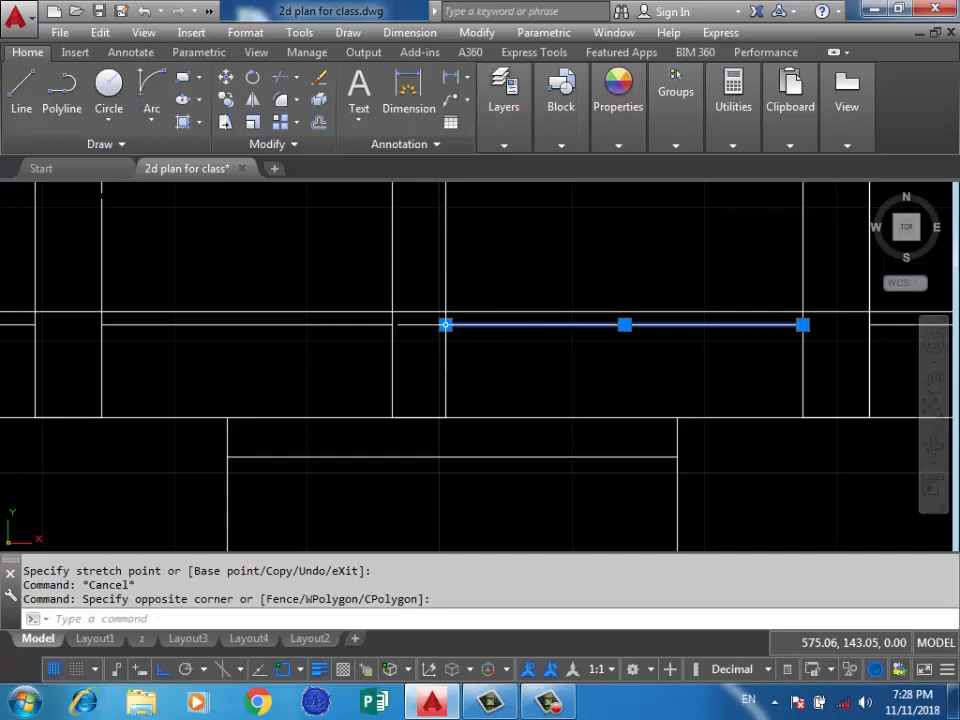 2d plan for class.dwg
Type a keyword or phrase
Sign In
File Edit View Insert Format Tools Draw Dimension Modify Parametric Window Help Express
Home Insert Annotate Parametric View Manage Output Add-ins A360 Express Tools Featured Apps BIM 360 Performance
Line Polyline Circle Arc Text Dimension Layers Block Properties Groups Utilities Clipboard View
Draw Modify Annotation
Start 2d plan for class*
N
W TOP E
S
WCS
Y
X
Specify stretch point or [Base point/Copy/Undo/eXit]:
Command: *Cancel*
Command: Specify opposite corner or [Fence/WPolygon/CPolygon]:
Type a command
Model Layout1 z Layout3 Layout4 Layout2
575.06, 143.05, 0.00 MODEL
1:1 Decimal
EN
7:28 PM
11/11/2018